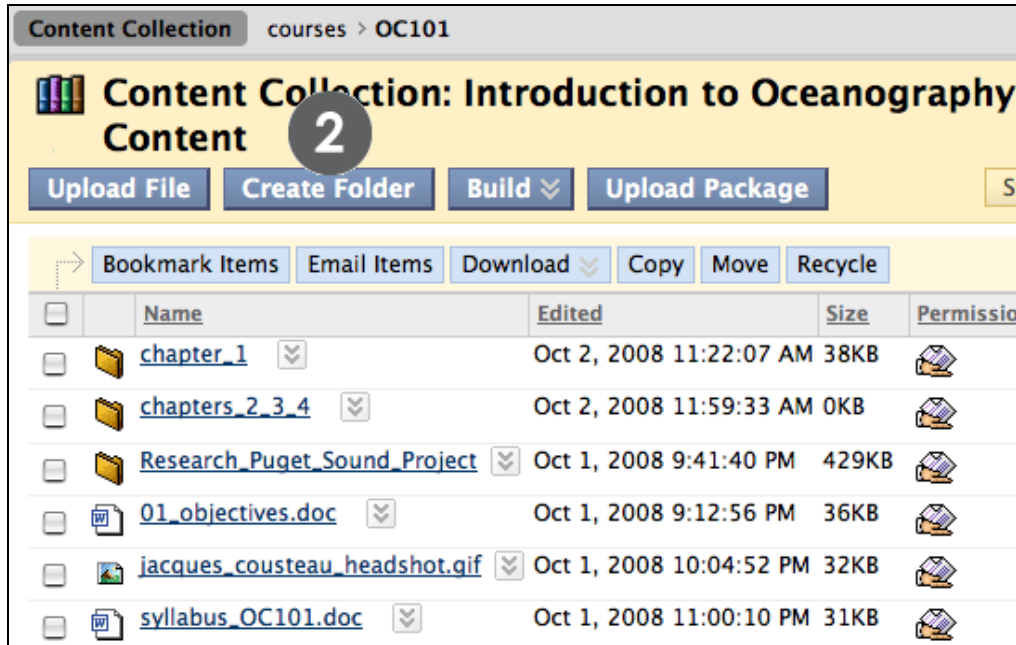 Content Collection courses > OC101
Content Collection: Introduction to Oceanography
Content
2
Upload File Create Folder Build Upload Package S
Bookmark Items Email Items Download Copy Move Recycle
Name Edited Size Permissio
chapter_1 Oct 2, 2008 11:22:07 AM 38KB
chapters_2_3_4 Oct 2, 2008 11:59:33 AM 0KB
Research_Puget_Sound_Project Oct 1, 2008 9:41:40 PM 429KB
01_objectives.doc Oct 1, 2008 9:12:56 PM 36KB
jacques_cousteau_headshot.gif Oct 1, 2008 10:04:52 PM 32KB
syllabus_OC101.doc Oct 1, 2008 11:00:10 PM 31KB